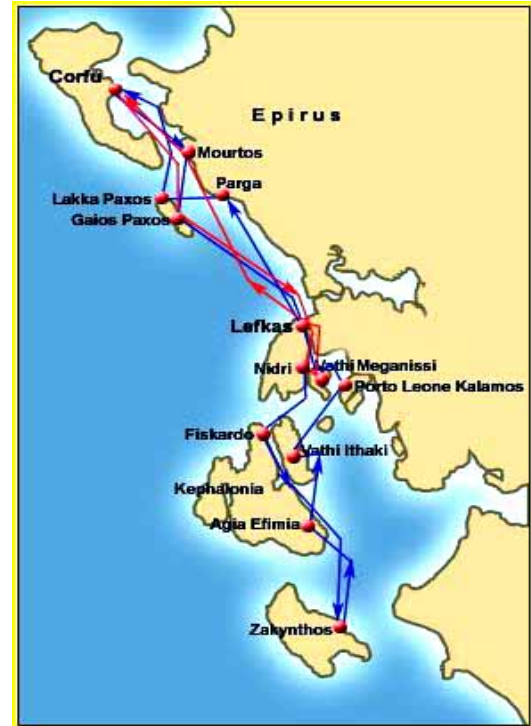 Corfu
Epirus
Mourtos
Parga
Lakka Paxos
Gaios Paxos
Lefkas
Vathi Meganissi
Nidri
Porto Leone Kalamos
Fiskardo
Vathi Ithaki
Kephalonia
Agia Efimia
Zakynthos